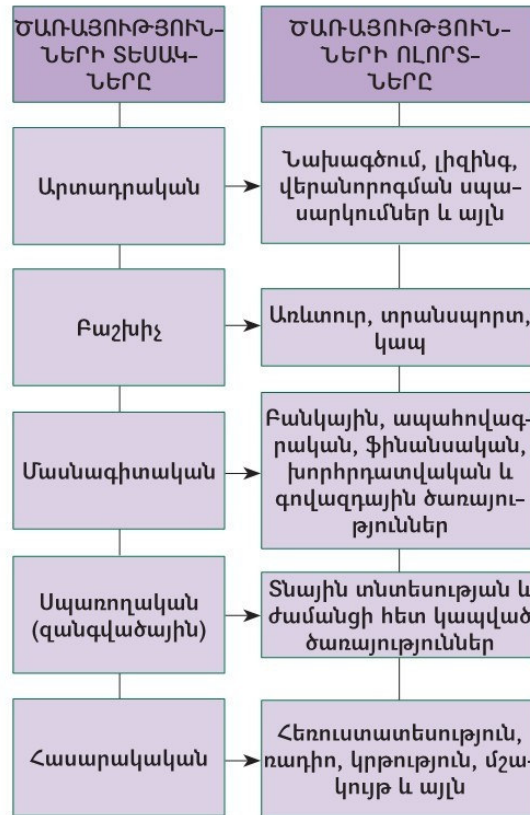 ԾԱՌԱՅՈՒԹՅՈՒՆ-
ՆԵՐԻ ՏԵՍԱԿ-
ՆԵՐԸ
ԾԱՌԱՅՈՒԹՅՈՒՆ-
ՆԵՐԻ ՈԼՈՐՏ-
ՆԵՐԸ
Արտադրական
Նախագծում, լիզինգ,
վերանորոգման սպա-
սարկումներ և այլն
Բաշխիչ
Առևտուր, տրանսպորտ,
կապ
Մասնագիտական
Բանկային, ապահովագ-
րական, ֆինանսական,
խորհրդատվական և
գովազդային ծառայու-
թյուններ
Սպառողական
(զանգվածային)
Տնային տնտեսության և
ժամանցի հետ կապված
ծառայություններ
Հասարակական
Հեռուստատեսություն,
ռադիո, կրթություն, մշա-
կույթ և այլն